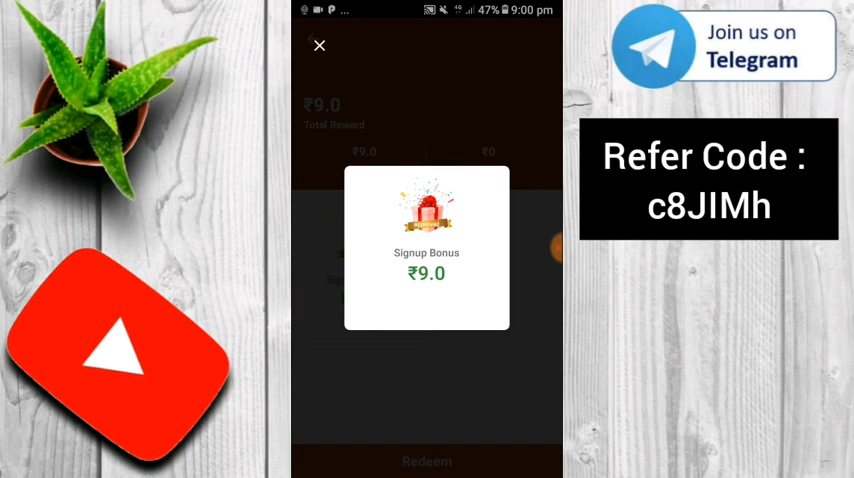 47% 9:00 pm
₹9.0
Total Reward
₹9.0 ₹0
Approved
Signup Bonus
₹9.0
Redeem
Join us on
Telegram
Refer Code :
c8JIMh